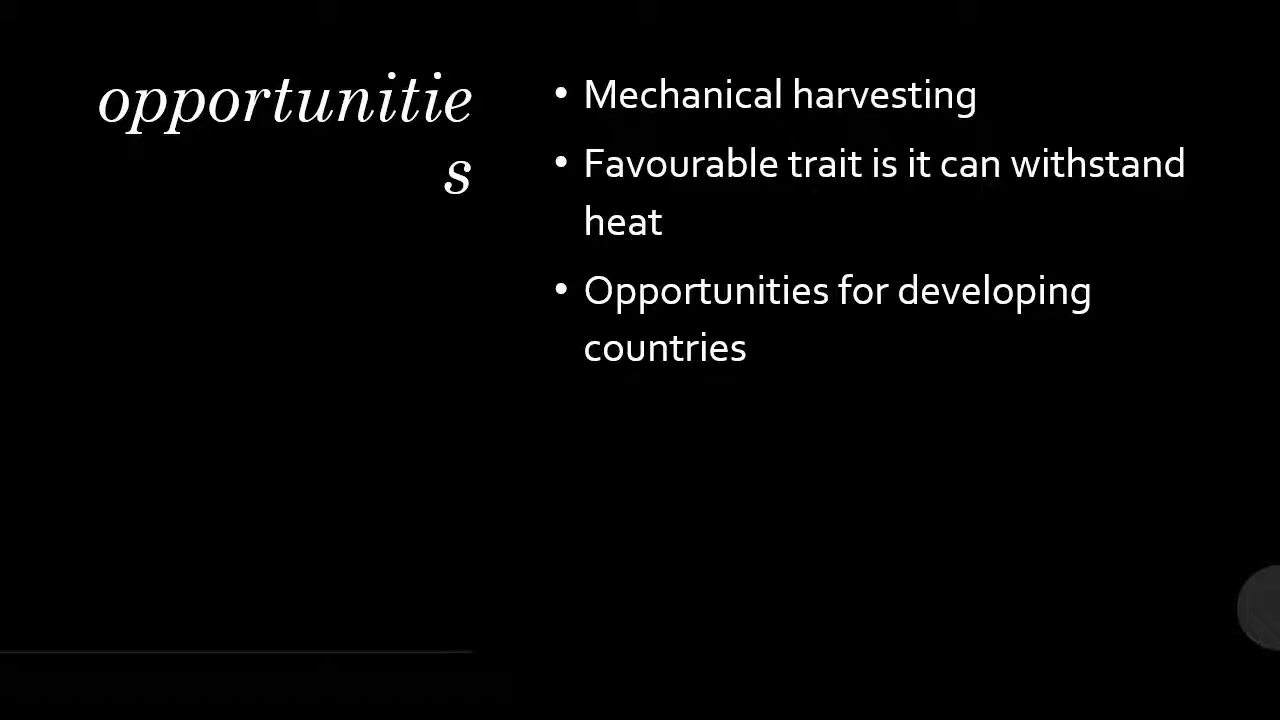 opportunitie
s
• Mechanical harvesting
• Favourable trait is it can withstand
heat
• Opportunities for developing
countries